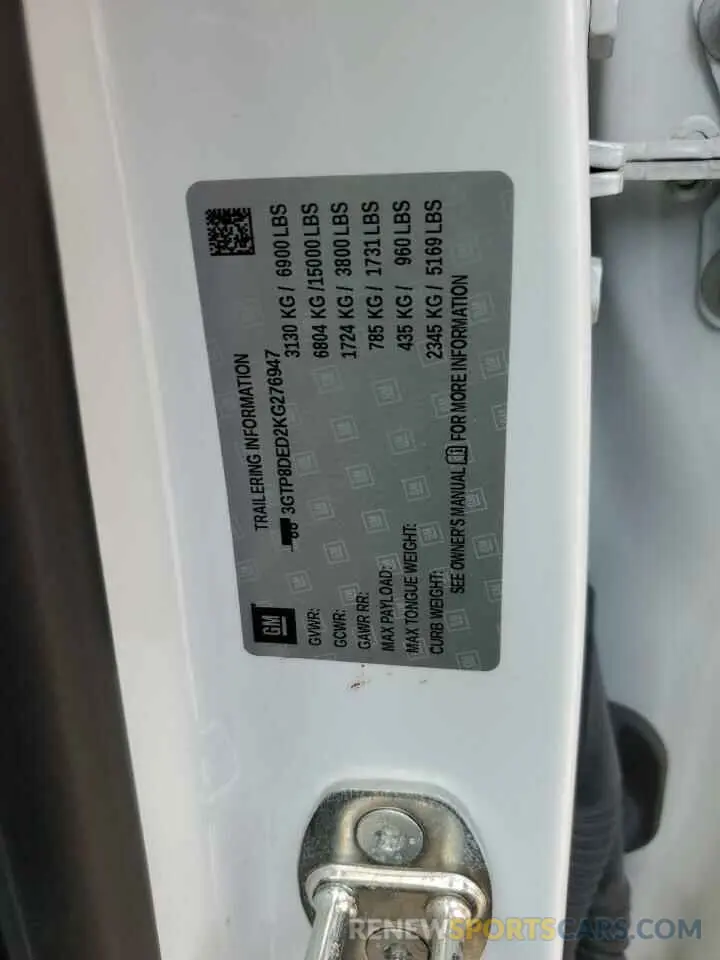 GM
TRAILERING INFORMATION
3GTP8DED2KG276947
GVWR: 3130 KG / 6900 LBS
GCWR: 6804 KG /15000 LBS
GAWR RR: 1724 KG / 3800 LBS
MAX PAYLOAD: 785 KG / 1731 LBS
MAX TONGUE WEIGHT: 435 KG / 960 LBS
CURB WEIGHT: 2345 KG / 5169 LBS
SEE OWNER'S MANUAL FOR MORE INFORMATION
RENEWSPORTSCARS.COM